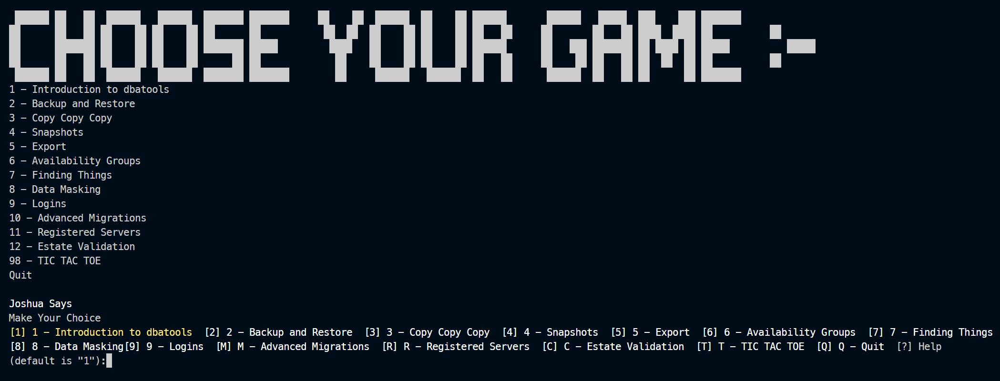 CHOOSE YOUR GAME :-
1 - Introduction to dbatools
2 - Backup and Restore
3 - Copy Copy Copy
4 - Snapshots
5 - Export
6 - Availability Groups
7 - Finding Things
8 - Data Masking
9 - Logins
10 - Advanced Migrations
11 - Registered Servers
12 - Estate Validation
98 - TIC TAC TOE
Quit
Joshua Says
Make Your Choice
[1] 1 - Introduction to dbatools  [2] 2 - Backup and Restore  [3] 3 - Copy Copy Copy  [4] 4 - Snapshots  [5] 5 - Export  [6] 6 - Availability Groups  [7] 7 - Finding Things
[8] 8 - Data Masking[9] 9 - Logins  [M] M - Advanced Migrations  [R] R - Registered Servers  [C] C - Estate Validation  [T] T - TIC TAC TOE  [Q] Q - Quit  [?] Help
(default is "1"):